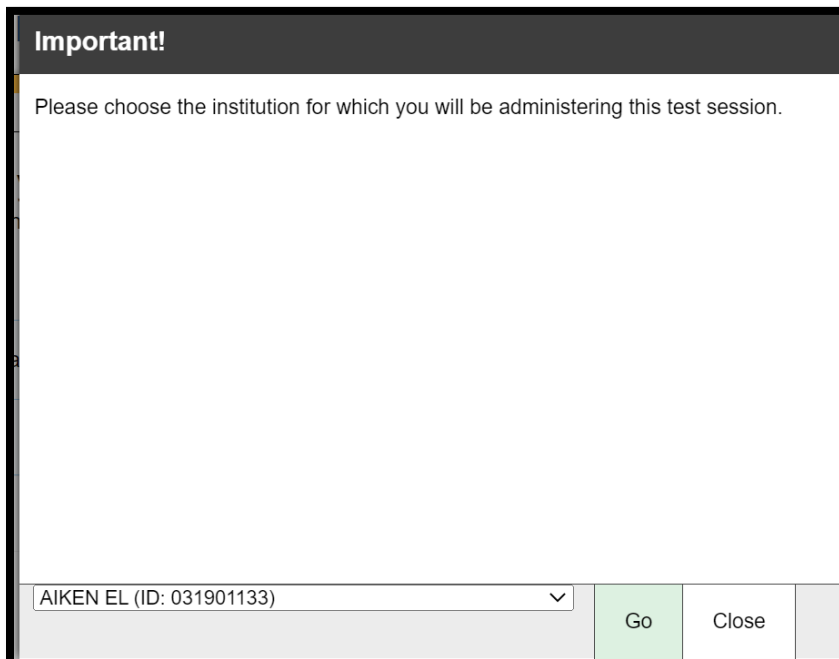 Important!
Please choose the institution for which you will be administering this test session.
AIKEN EL (ID: 031901133)
Go
Close